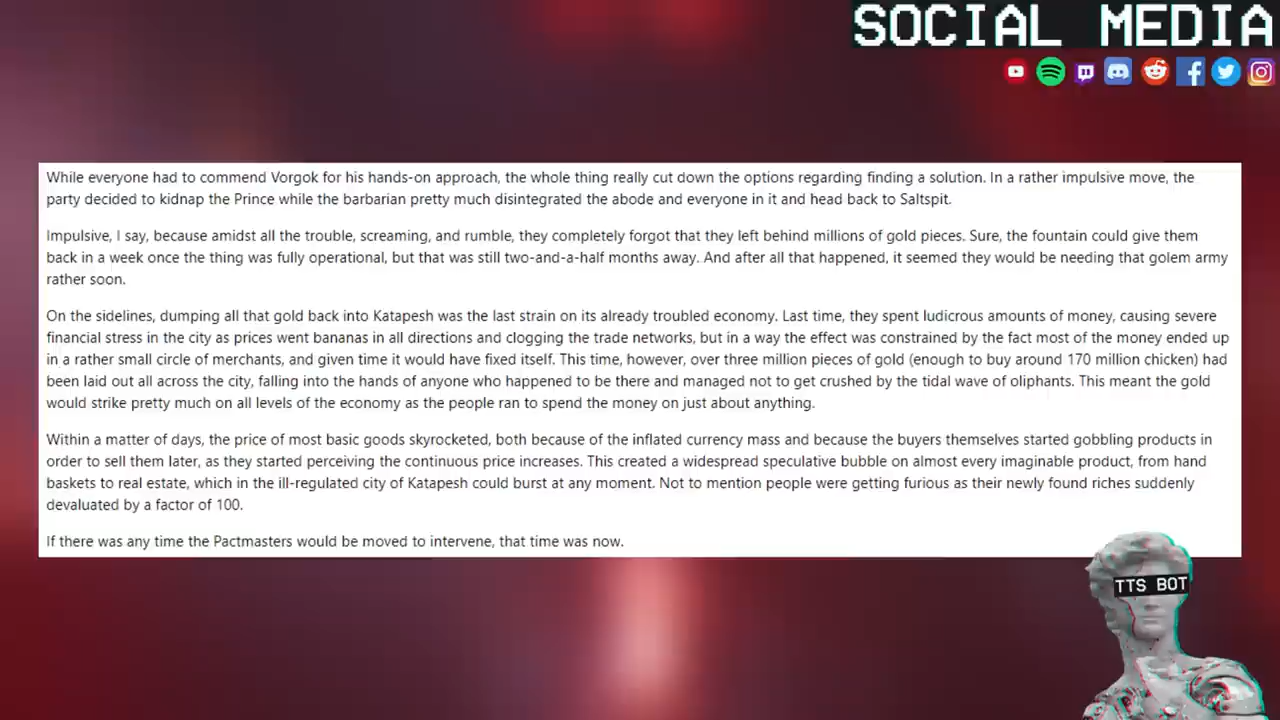 SOCIAL MEDIA
While everyone had to commend Vorgok for his hands-on approach, the whole thing really cut down the options regarding finding a solution. In a rather impulsive move, the
party decided to kidnap the Prince while the barbarian pretty much disintegrated the abode and everyone in it and head back to Saltspit.
Impulsive, I say, because amidst all the trouble, screaming, and rumble, they completely forgot that they left behind millions of gold pieces. Sure, the fountain could give them
back in a week once the thing was fully operational, but that was still two-and-a-half months away. And after all that happened, it seemed they would be needing that golem army
rather soon.
On the sidelines, dumping all that gold back into Katapesh was the last strain on its already troubled economy. Last time, they spent ludicrous amounts of money, causing severe
financial stress in the city as prices went bananas in all directions and clogging the trade networks, but in a way the effect was constrained by the fact most of the money ended up
in a rather small circle of merchants, and given time it would have fixed itself. This time, however, over three million pieces of gold (enough to buy around 170 million chicken) had
been laid out all across the city, falling into the hands of anyone who happened to be there and managed not to get crushed by the tidal wave of oliphants. This meant the gold
would strike pretty much on all levels of the economy as the people ran to spend the money on just about anything.
Within a matter of days, the price of most basic goods skyrocketed, both because of the inflated currency mass and because the buyers themselves started gobbling products in
order to sell them later, as they started perceiving the continuous price increases. This created a widespread speculative bubble on almost every imaginable product, from hand
baskets to real estate, which in the ill-regulated city of Katapesh could burst at any moment. Not to mention people were getting furious as their newly found riches suddenly
devaluated by a factor of 100.
If there was any time the Pactmasters would be moved to intervene, that time was now.
TTS BOT